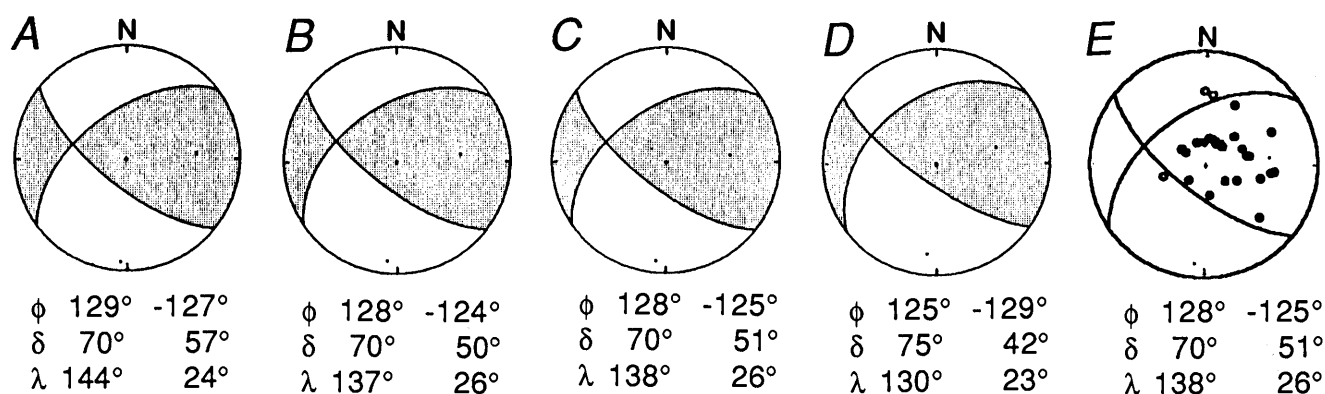 A B C D E
N N N N N
ϕ 129° -127° ϕ 128° -124° ϕ 128° -125° ϕ 125° -129° ϕ 128° -125°
δ 70° 57° δ 70° 50° δ 70° 51° δ 75° 42° δ 70° 51°
λ 144° 24° λ 137° 26° λ 138° 26° λ 130° 23° λ 138° 26°